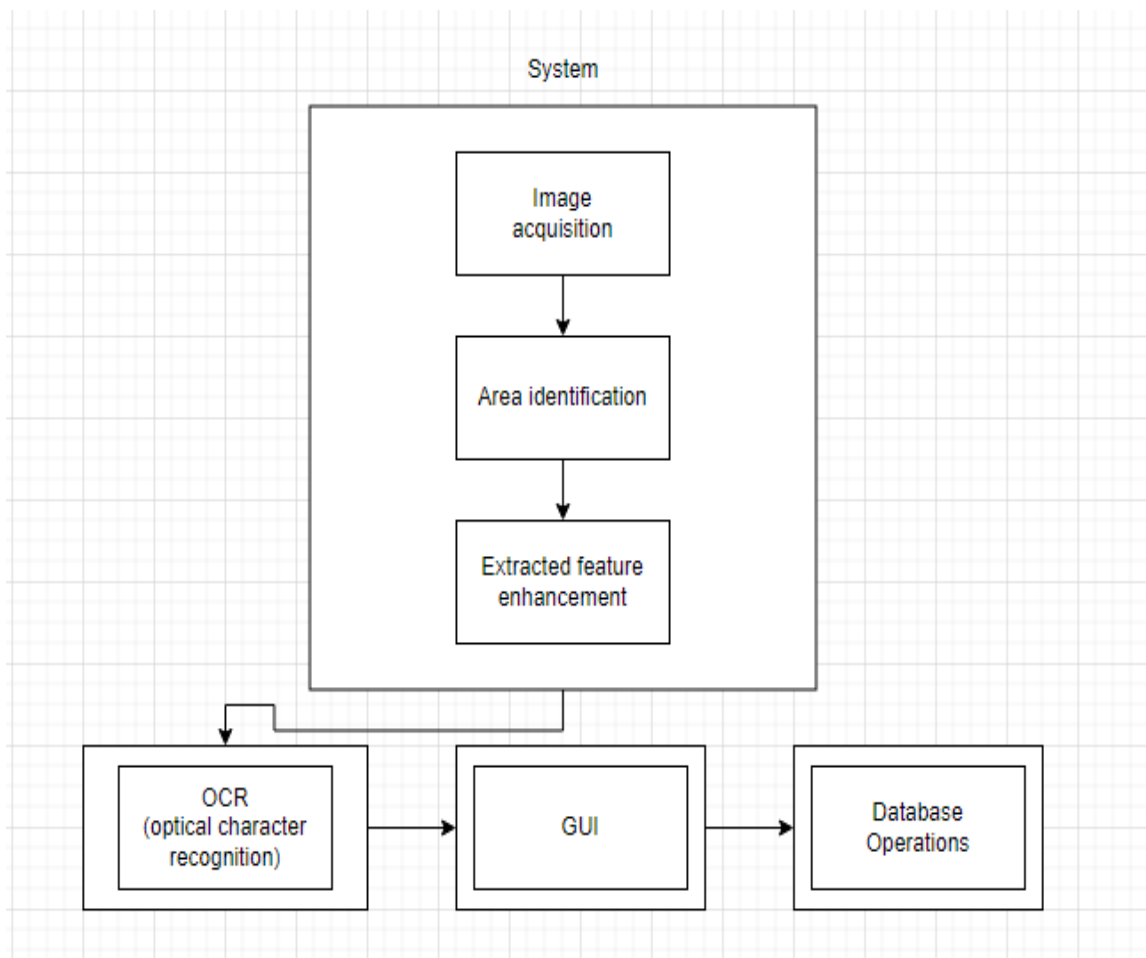 System
Image
acquisition
Area identification
Extracted feature
enhancement
OCR
(optical character
recognition)
GUI
Database
Operations